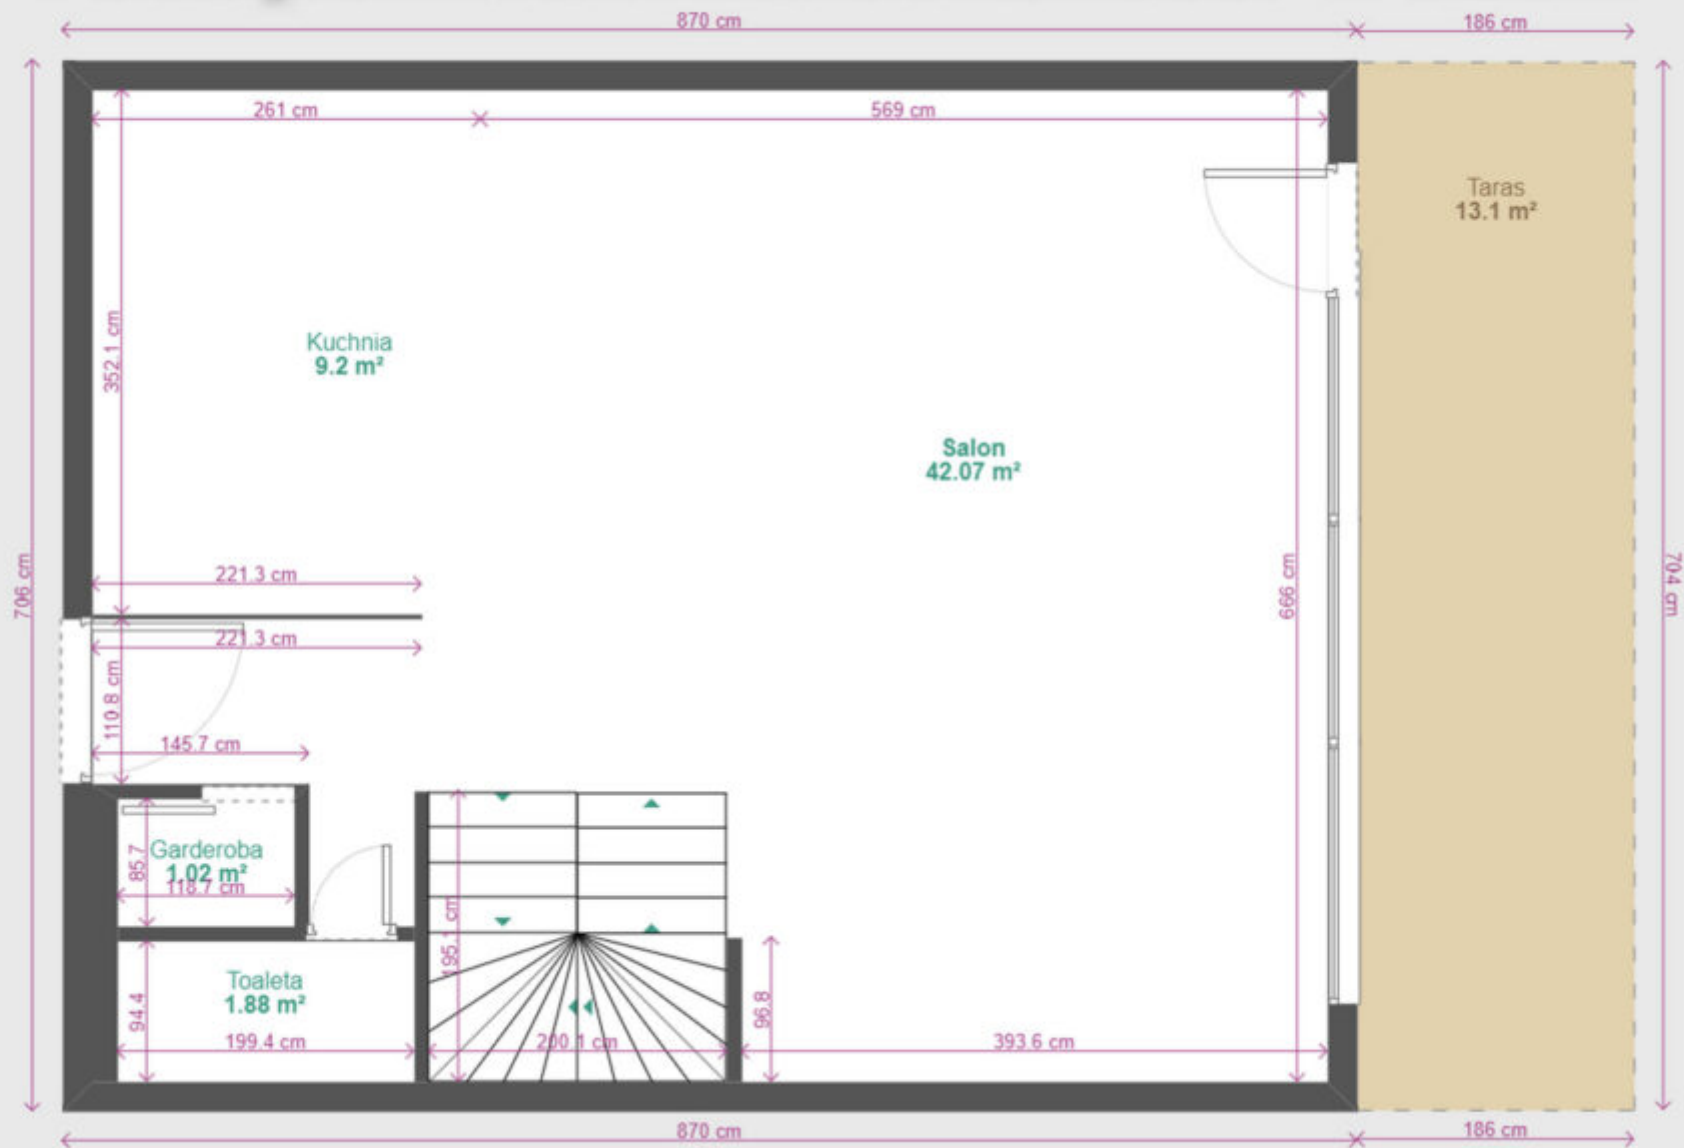 870 cm
186 cm
261 cm
569 cm
Taras
13.1 m²
352.1 cm
Kuchnia
9.2 m²
Salon
42.07 m²
706 cm
221.3 cm
666 cm
704 cm
221.3 cm
110.8 cm
145.7 cm
85.7
Garderoba
1.02 m²
118.7 cm
195.1 cm
Toaleta
1.88 m²
94.4
96.8
199.4 cm
200.1 cm
393.6 cm
870 cm
186 cm